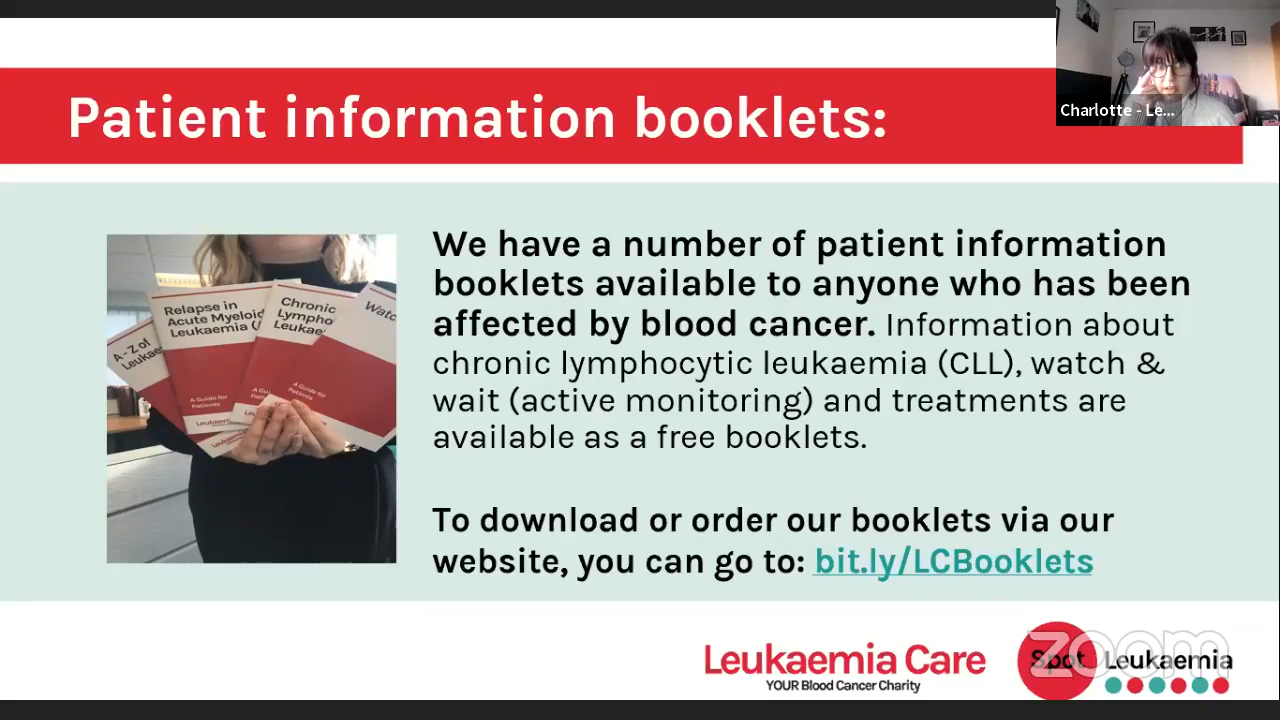 Patient information booklets:
Charlotte - Le...
We have a number of patient information
booklets available to anyone who has been
affected by blood cancer. Information about
chronic lymphocytic leukaemia (CLL), watch &
wait (active monitoring) and treatments are
available as a free booklets.
To download or order our booklets via our
website, you can go to: bit.ly/LCBooklets
A - Z of
Leukae
Relapse in
Acute Myeloid
Leukaemia (
A Guide for
Patients
Chronic
Lympho
Leukae
A Guide for
Patients
Watc
Leukaemia
Leukaemia Care
YOUR Blood Cancer Charity
Spot Leukaemia
zoom